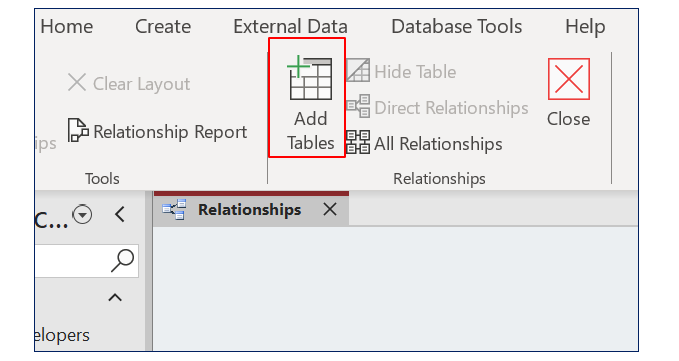 Home Create External Data Database Tools Help
Clear Layout
Relationship Report
ips
Tools
Add
Tables
Hide Table
Direct Relationships
All Relationships
Close
Relationships
C...
Relationships
elopers